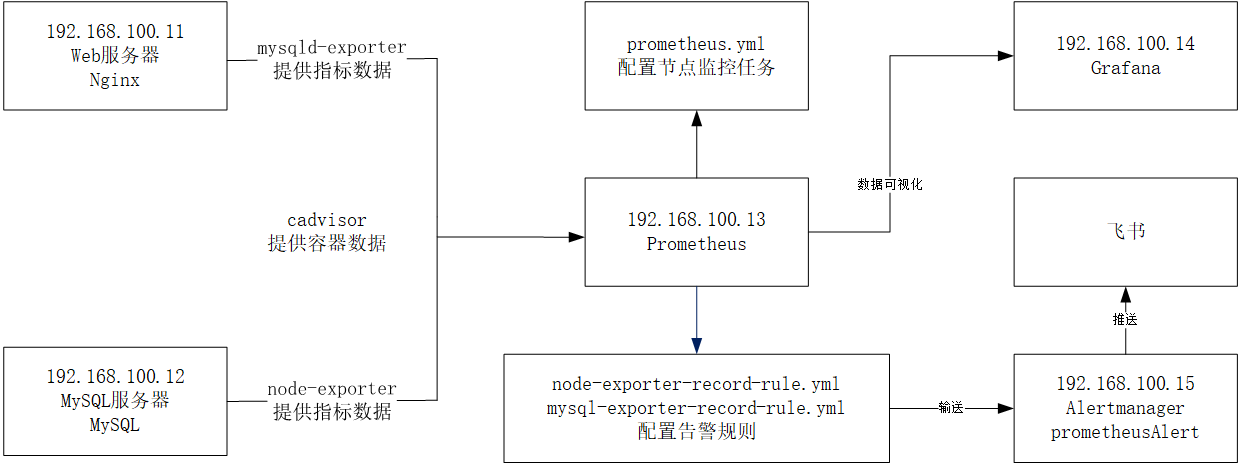 192.168.100.11
Web服务器
Nginx
mysqld-exporter
提供指标数据
prometheus.yml
配置节点监控任务
192.168.100.14
Grafana
数据可视化
cadvisor
提供容器数据
192.168.100.13
Prometheus
飞书
推送
192.168.100.12
MySQL服务器
MySQL
node-exporter
提供指标数据
node-exporter-record-rule.yml
mysql-exporter-record-rule.yml
配置告警规则
输送
192.168.100.15
Alertmanager
prometheusAlert